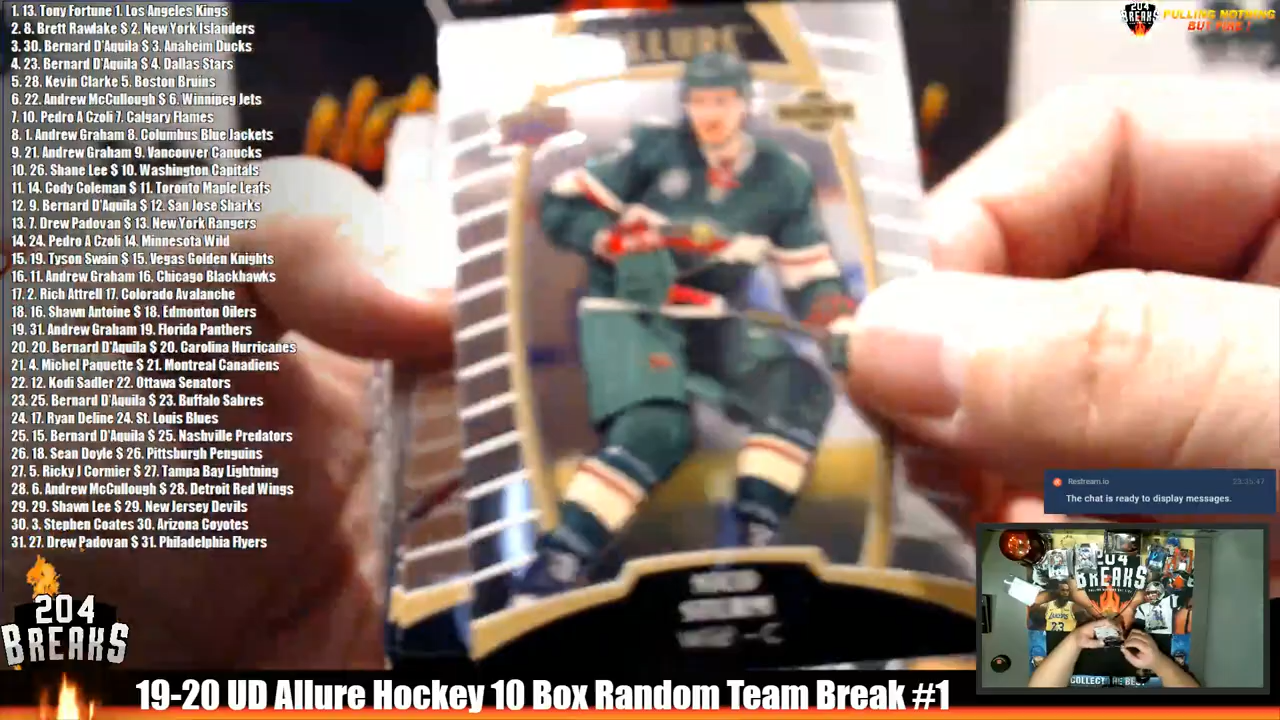 1. 13. Tony Fortune 1. Los Angeles Kings
2. 8. Brett Rawlake $ 2. New York Islanders
3. 30. Bernard D'Aquila $ 3. Anaheim Ducks
4. 23. Bernard D'Aquila $ 4. Dallas Stars
5. 28. Kevin Clarke 5. Boston Bruins
6. 22. Andrew McCullough $ 6. Winnipeg Jets
7. 10. Pedro A Czoli 7. Calgary Flames
8. 1. Andrew Graham 8. Columbus Blue Jackets
9. 21. Andrew Graham 9. Vancouver Canucks
10. 26. Shane Lee $ 10. Washington Capitals
11. 14. Cody Coleman $ 11. Toronto Maple Leafs
12. 9. Bernard D'Aquila $ 12. San Jose Sharks
13. 7. Drew Padovan $ 13. New York Rangers
14. 24. Pedro A Czoli 14. Minnesota Wild
15. 19. Tyson Swain $ 15. Vegas Golden Knights
16. 11. Andrew Graham 16. Chicago Blackhawks
17. 2. Rich Attrell 17. Colorado Avalanche
18. 16. Shawn Antoine $ 18. Edmonton Oilers
19. 31. Andrew Graham 19. Florida Panthers
20. 20. Bernard D'Aquila $ 20. Carolina Hurricanes
21. 4. Michel Paquette $ 21. Montreal Canadiens
22. 12. Kodi Sadler 22. Ottawa Senators
23. 25. Bernard D'Aquila $ 23. Buffalo Sabres
24. 17. Ryan Deline 24. St. Louis Blues
25. 15. Bernard D'Aquila $ 25. Nashville Predators
26. 18. Sean Doyle $ 26. Pittsburgh Penguins
27. 5. Ricky J Cormier $ 27. Tampa Bay Lightning
28. 6. Andrew McCullough $ 28. Detroit Red Wings
29. 29. Shawn Lee $ 29. New Jersey Devils
30. 3. Stephen Coates 30. Arizona Coyotes
31. 27. Drew Padovan $ 31. Philadelphia Flyers
204
BREAKS
ALLURE
204
BREAKS
PULLING NOTHING
BUT FIRE!
Restream.io
The chat is ready to display messages.
204
BREAKS
LAKERS
23
COLLECT THE BEST
19-20 UD Allure Hockey 10 Box Random Team Break #1